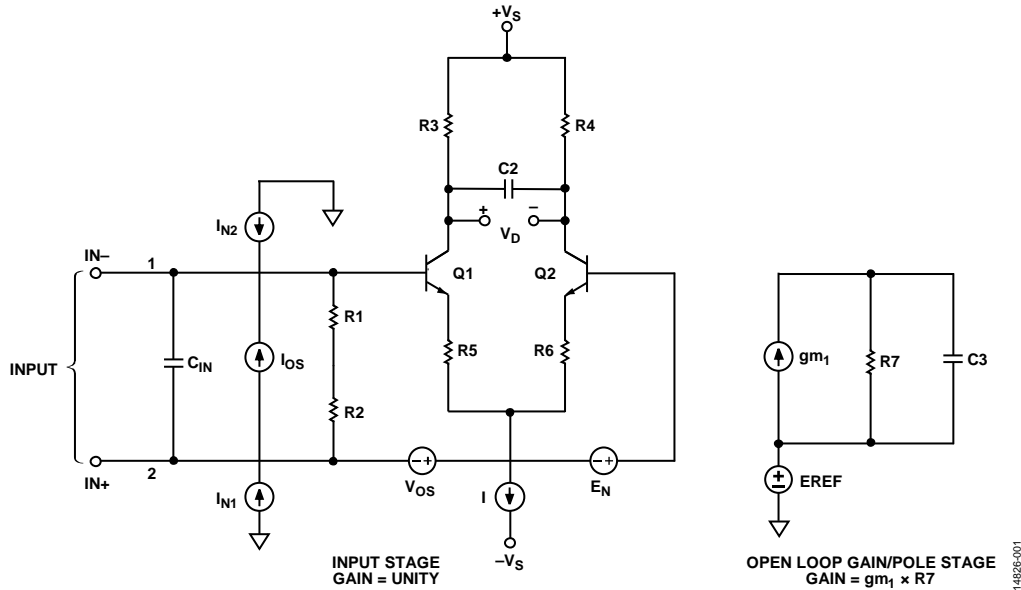 +VS
R3
R4
C2
+
−
VD
IN2
IN−
1
Q1
Q2
R1
INPUT
CIN
IOS
R5
R6
gm1
R7
C3
R2
IN+
2
− +
VOS
− +
EN
IN1
I
+
−
EREF
−VS
INPUT STAGE
GAIN = UNITY
OPEN LOOP GAIN/POLE STAGE
GAIN = gm1 × R7
14826-001